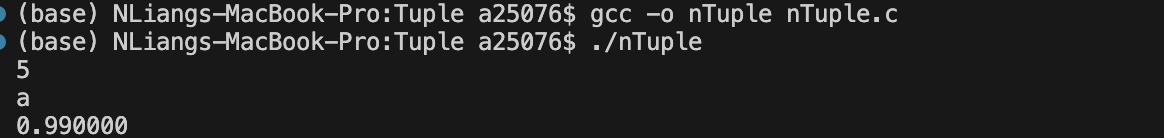 (base) NLiangs-MacBook-Pro:Tuple a25076$ gcc -o nTuple nTuple.c
(base) NLiangs-MacBook-Pro:Tuple a25076$ ./nTuple
5
a
0.990000